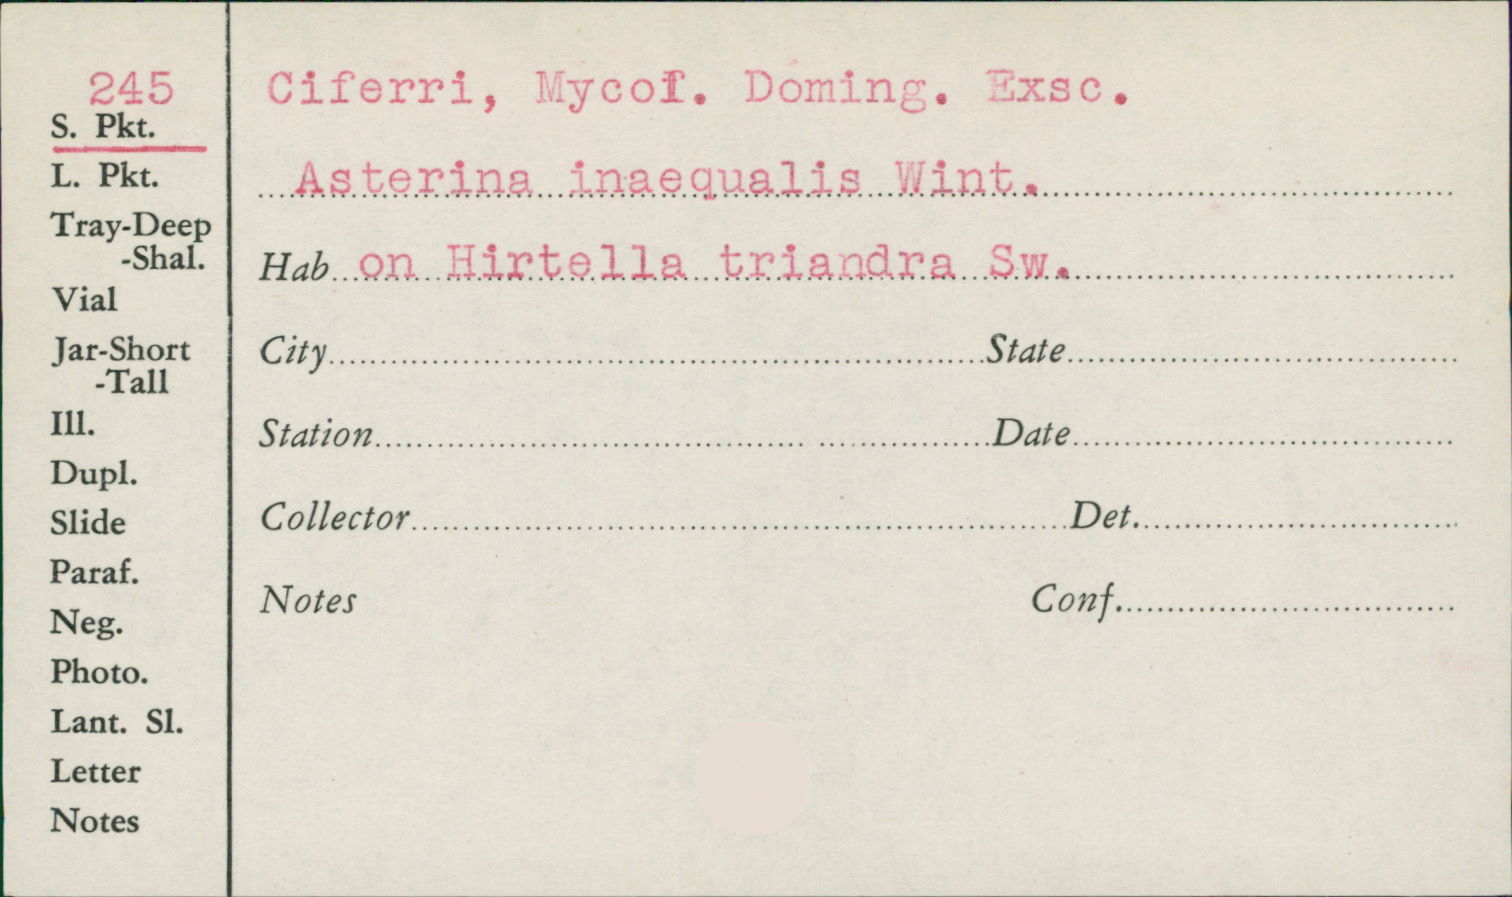 245
S. Pkt.
L. Pkt.
Tray-Deep
-Shal.
Vial
Jar-Short
-Tall
Ill.
Dupl.
Slide
Paraf.
Neg.
Photo.
Lant. Sl.
Letter
Notes
Ciferri, Mycof. Doming. Exsc.
Asterina inaequalis Wint.
Hab on Hirtella triandra Sw.
City State
Station Date
Collector Det.
Notes Conf.